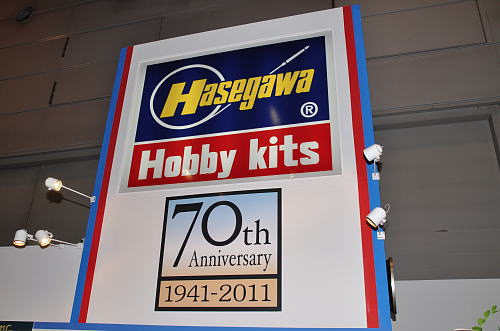 Hasegawa ®
Hobby kits
70th
Anniversary
1941-2011